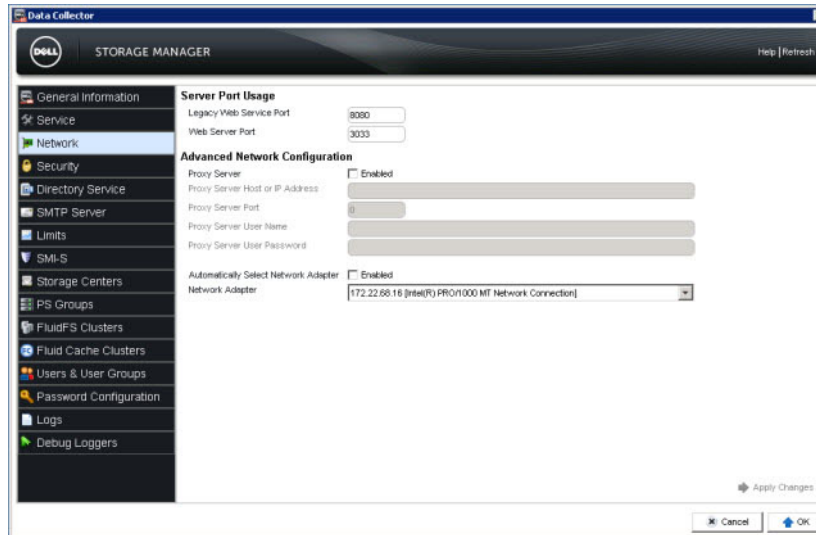 Data Collector
DELL
STORAGE MANAGER
Help | Refresh
General Information
Service
Network
Security
Directory Service
SMTP Server
Limits
SMI-S
Storage Centers
PS Groups
FluidFS Clusters
Fluid Cache Clusters
Users & User Groups
Password Configuration
Logs
Debug Loggers
Server Port Usage
Legacy Web Service Port 8080
Web Server Port 3033
Advanced Network Configuration
Proxy Server Enabled
Proxy Server Host or IP Address
Proxy Server Port 0
Proxy Server User Name
Proxy Server User Password
Automatically Select Network Adapter Enabled
Network Adapter 172.22.68.16 [Intel(R) PRO/1000 MT Network Connection]
Apply Changes
Cancel OK